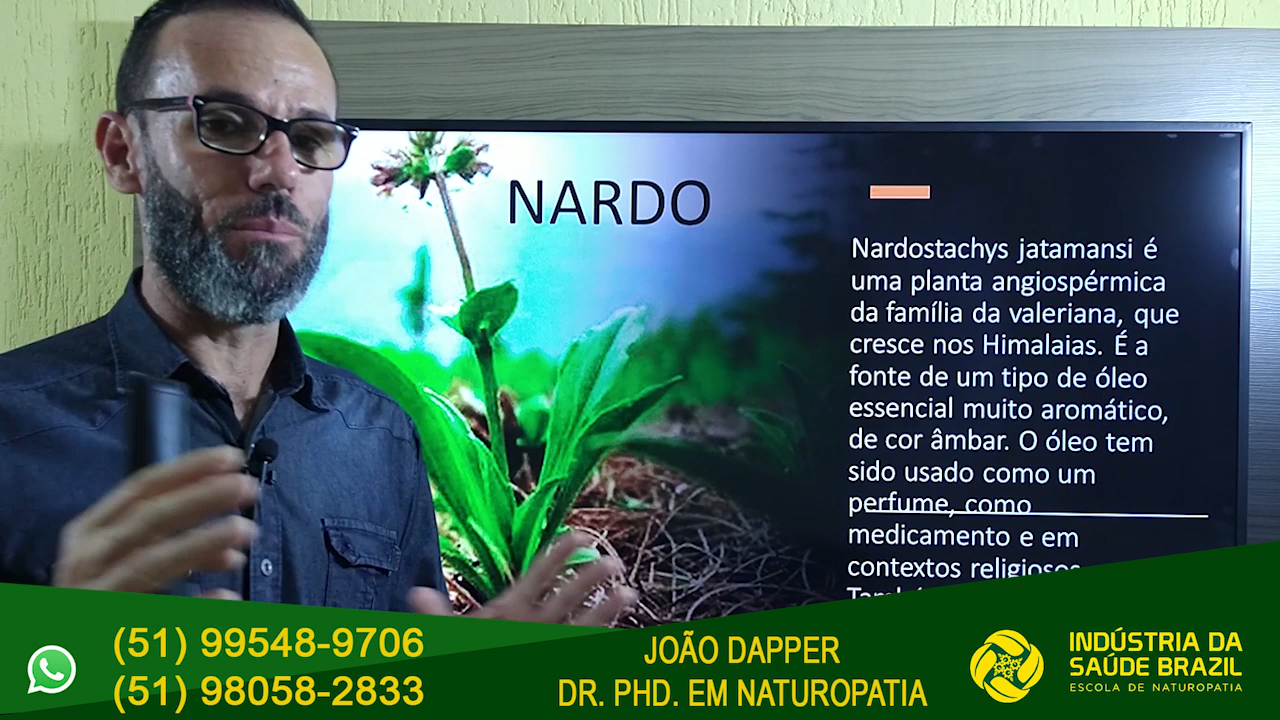 NARDO
Nardostachys jatamansi é
uma planta angiospérmica
da família da valeriana, que
cresce nos Himalaias. É a
fonte de um tipo de óleo
essencial muito aromático,
de cor âmbar. O óleo tem
sido usado como um
perfume, como
medicamento e em
contextos religiosos
(51) 99548-9706
(51) 98058-2833
JOÃO DAPPER
DR. PHD. EM NATUROPATIA
INDÚSTRIA DA
SAÚDE BRAZIL
ESCOLA DE NATUROPATIA